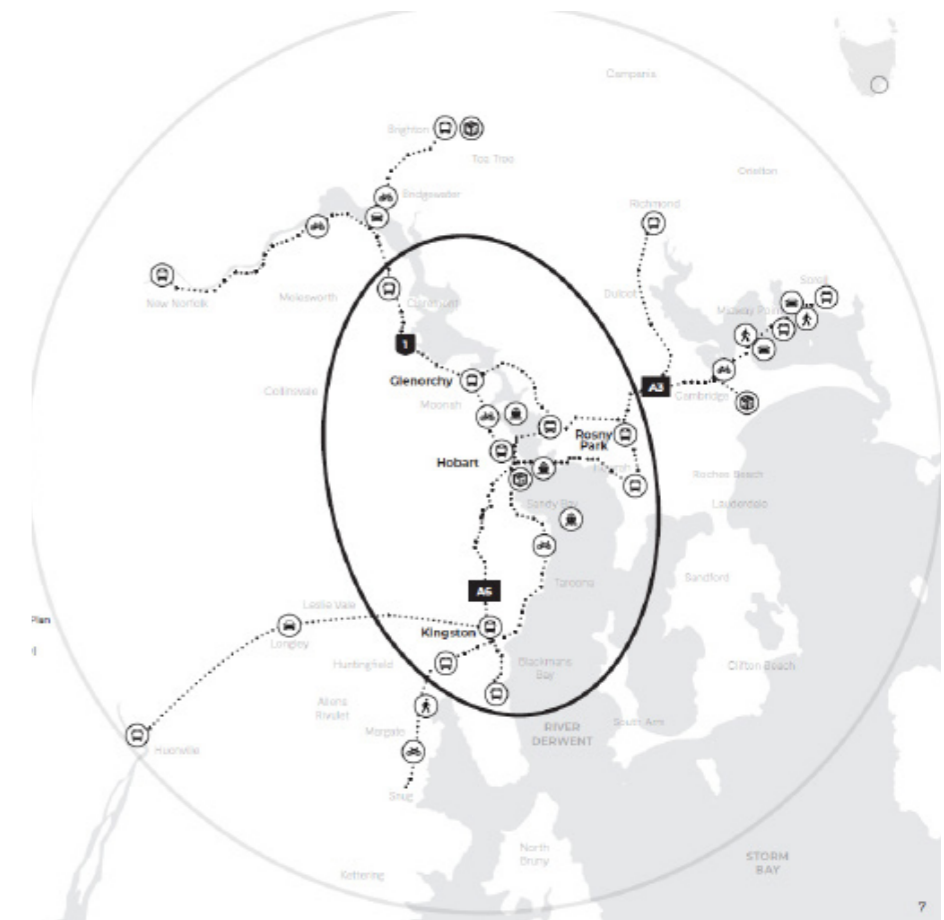 Campania
Brighton
Tea Tree
Orielton
Bridgewater
Richmond
New Norfolk
Molesworth
Claremont
Dulcot
Sorell
Midway Point
1
Glenorchy
A3
Cambridge
Collinsvale
Moonah
Rosny
Park
Hobart
Howrah
Roches Beach
Sandy Bay
Lauderdale
Taroona
Sandford
A6
Leslie Vale
Plan
Kingston
Longley
Huntingfield
Blackmans
Bay
Clifton Beach
Allens
Rivulet
Margate
South Arm
RIVER
DERWENT
Huonville
Snug
North
Bruny
STORM
BAY
Kettering
7